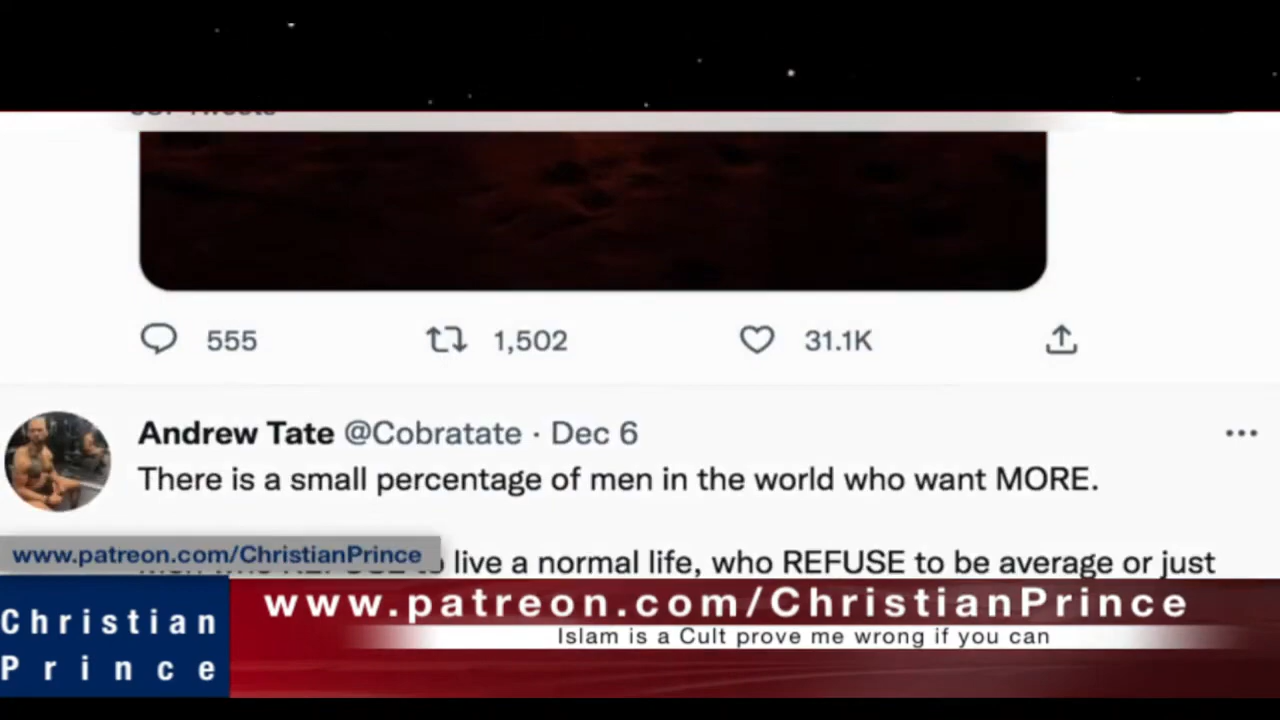 Tweets
555 1,502 31.1K
Andrew Tate @Cobratate · Dec 6
There is a small percentage of men in the world who want MORE.
www.patreon.com/ChristianPrince
live a normal life, who REFUSE to be average or just
www.patreon.com/ChristianPrince
Islam is a Cult prove me wrong if you can
Christian
Prince